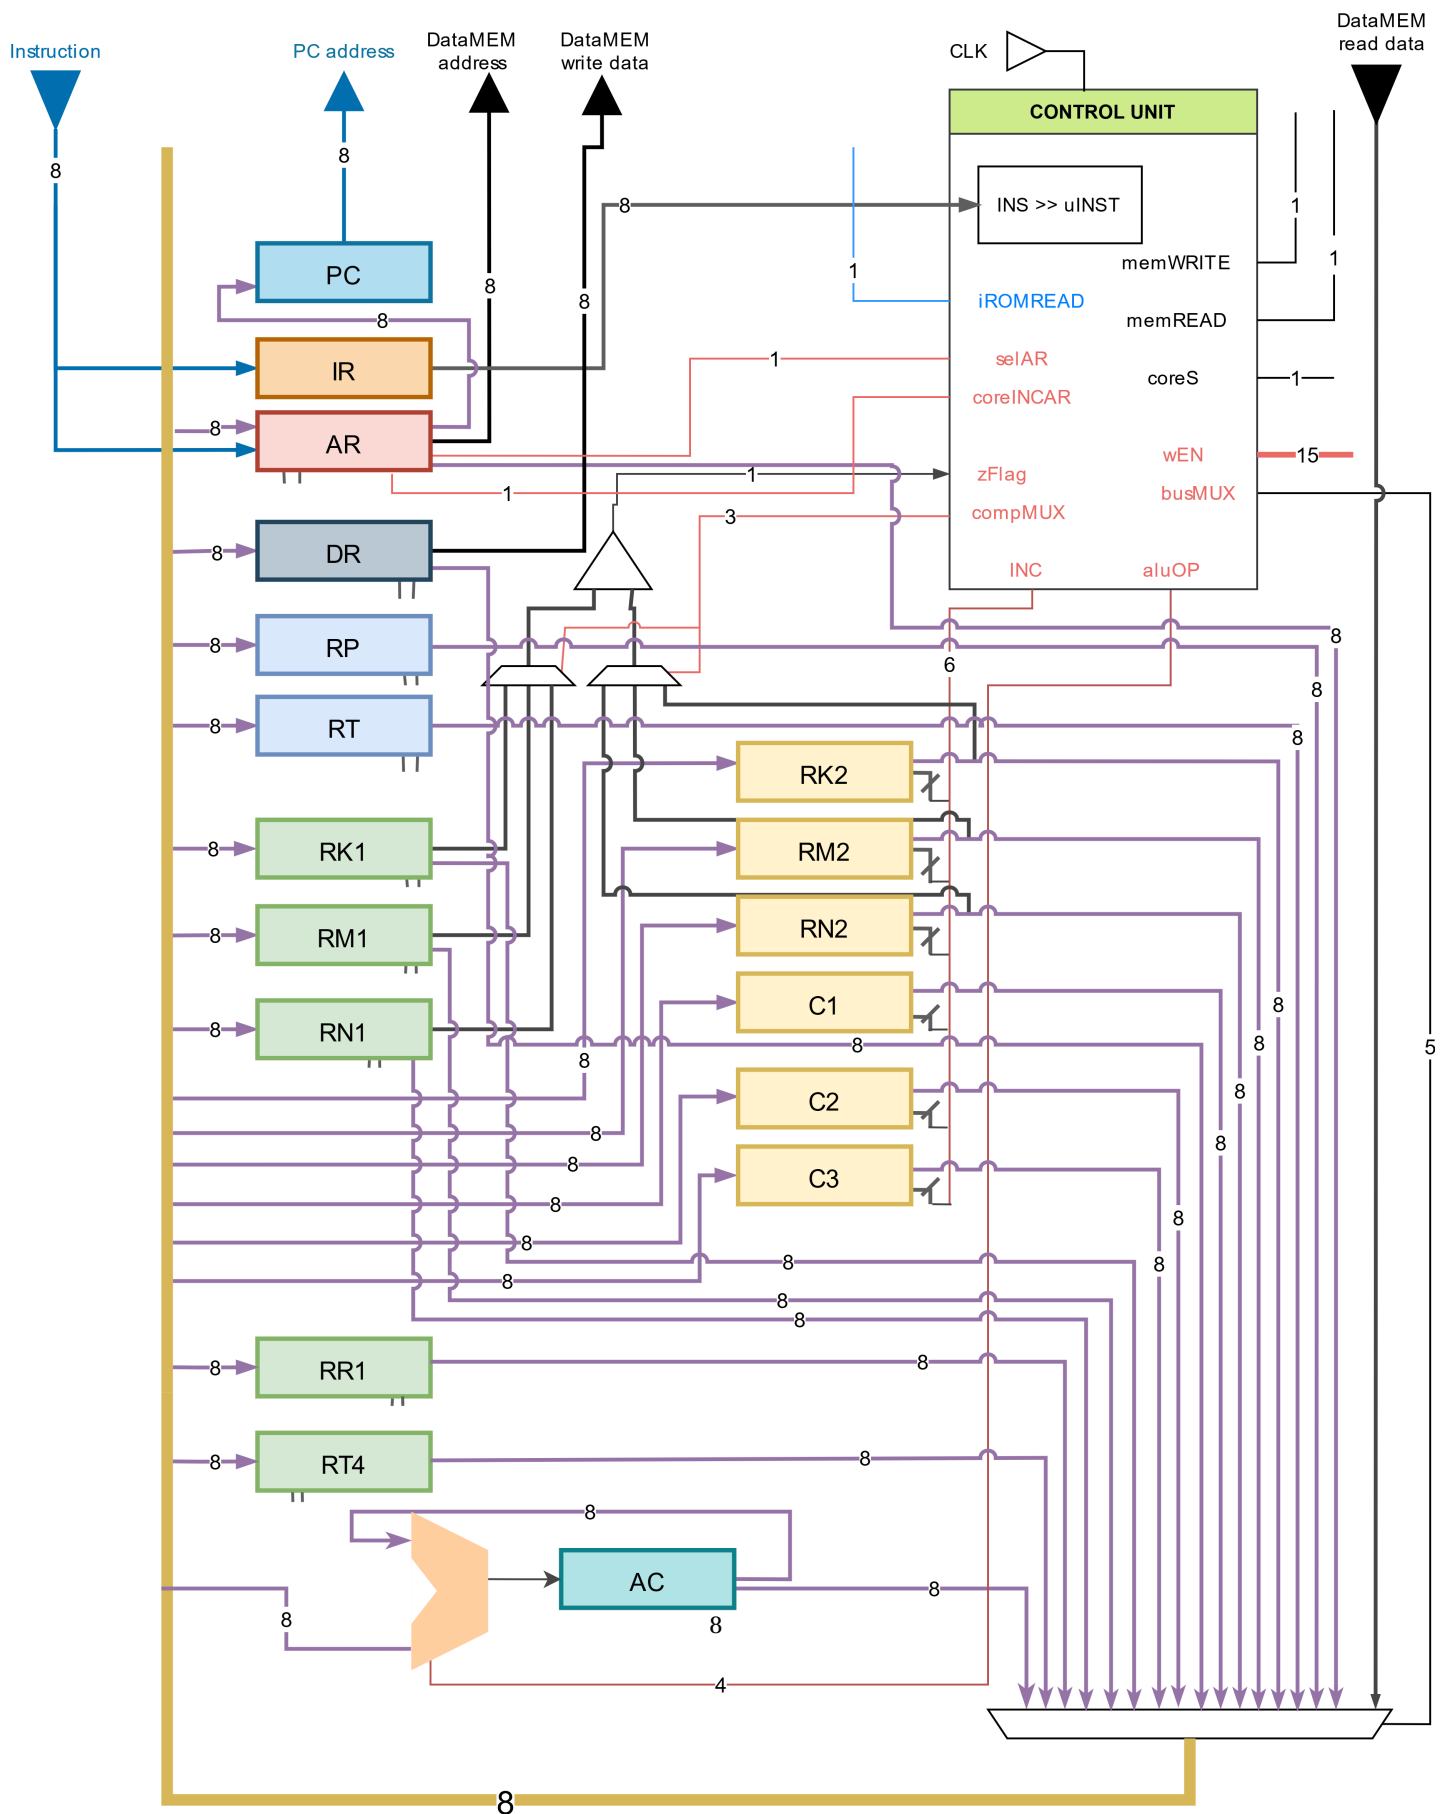 Instruction
PC address
DataMEM
address
DataMEM
write data
CLK
DataMEM
read data
CONTROL UNIT
8
8
8
INS >> uINST
1
memWRITE
1
1
PC
8
8
iROMREAD
memREAD
8
IR
1
selAR
coreS
1
coreINCAR
8
AR
wEN
15
1
zFlag
1
busMUX
3
compMUX
8
DR
INC
aluOP
8
RP
8
6
8
8
RT
8
RK2
8
RK1
RM2
8
RM1
RN2
C1
8
8
RN1
8
8
5
8
C2
8
8
8
C3
8
8
8
8
8
8
8
8
8
8
8
RR1
8
8
RT4
8
8
AC
8
8
8
4
8